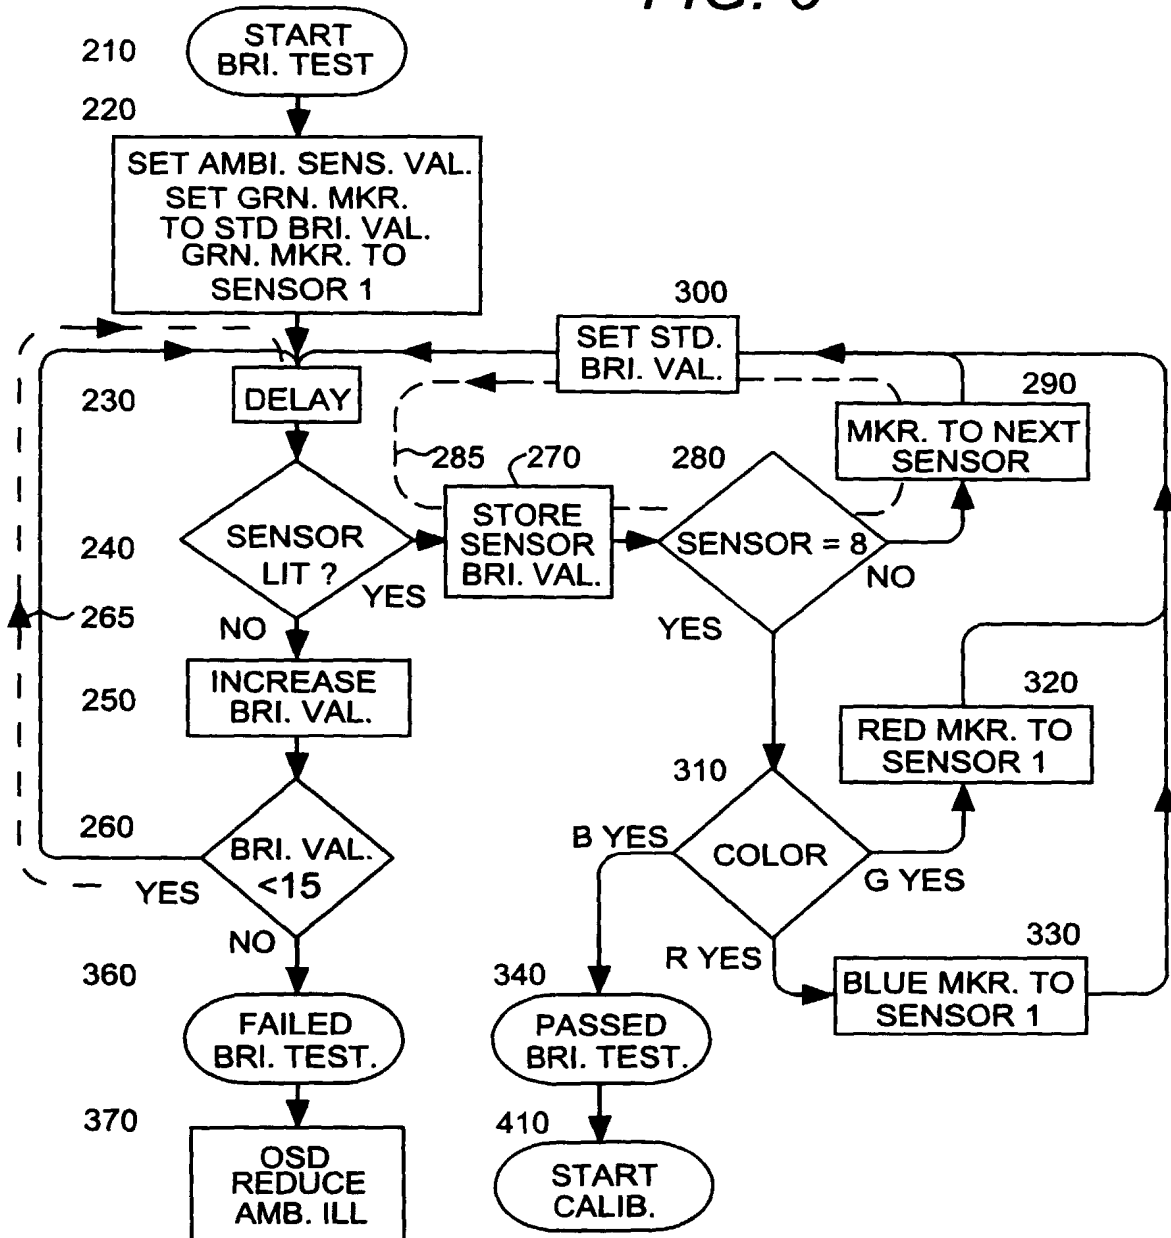 FIG. 6
210
START
BRI. TEST
220
SET AMBI. SENS. VAL.
SET GRN. MKR.
TO STD BRI. VAL.
GRN. MKR. TO
SENSOR 1
300
SET STD.
BRI. VAL.
230
DELAY
290
MKR. TO NEXT
SENSOR
285
270
280
STORE
SENSOR
BRI. VAL.
240
SENSOR
LIT ?
YES
SENSOR = 8
NO
YES
265
NO
250
INCREASE
BRI. VAL.
320
RED MKR. TO
SENSOR 1
310
260
BRI. VAL.
<15
YES
NO
B YES
COLOR
G YES
R YES
330
BLUE MKR. TO
SENSOR 1
360
FAILED
BRI. TEST.
340
PASSED
BRI. TEST.
370
OSD
REDUCE
AMB. ILL
410
START
CALIB.